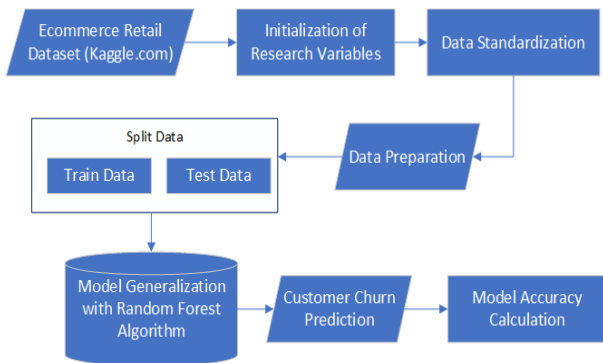 Ecommerce Retail
Dataset (Kaggle.com)
Initialization of
Research Variables
Data Standardization
Split Data
Train Data
Test Data
Data Preparation
Model Generalization
with Random Forest
Algorithm
Customer Churn
Prediction
Model Accuracy
Calculation